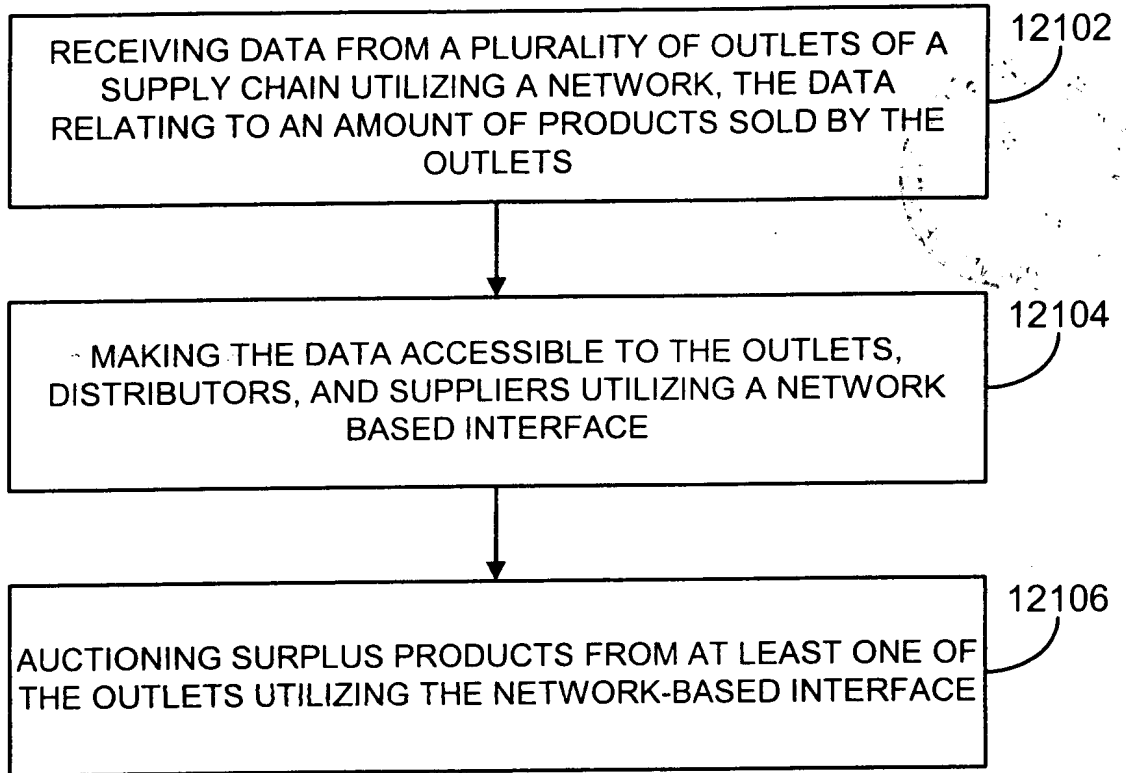 12102
RECEIVING DATA FROM A PLURALITY OF OUTLETS OF A
SUPPLY CHAIN UTILIZING A NETWORK, THE DATA
RELATING TO AN AMOUNT OF PRODUCTS SOLD BY THE
OUTLETS
12104
MAKING THE DATA ACCESSIBLE TO THE OUTLETS,
DISTRIBUTORS, AND SUPPLIERS UTILIZING A NETWORK
BASED INTERFACE
12106
AUCTIONING SURPLUS PRODUCTS FROM AT LEAST ONE OF
THE OUTLETS UTILIZING THE NETWORK-BASED INTERFACE